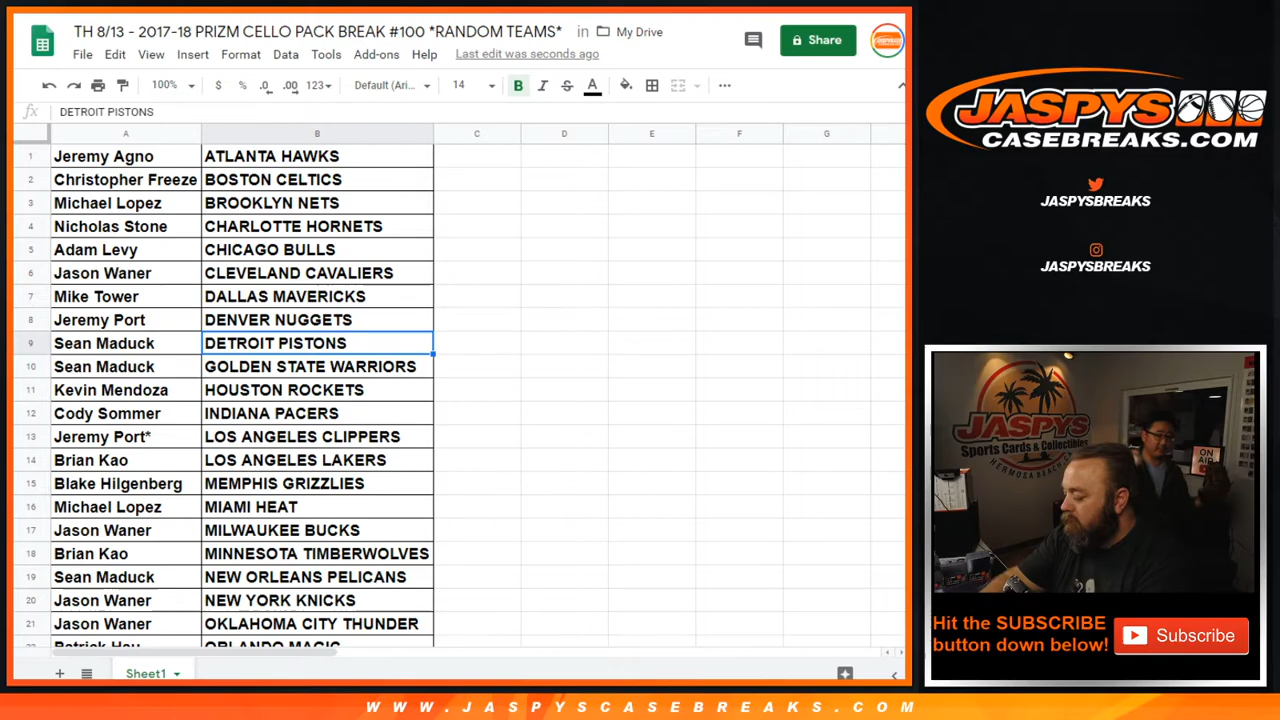 TH 8/13 - 2017-18 PRIZM CELLO PACK BREAK #100 *RANDOM TEAMS* in My Drive
File Edit View Insert Format Data Tools Add-ons Help Last edit was seconds ago
Share
100% $ % .0 .00 123 Default (Ari... 14 B I S A
fx DETROIT PISTONS
A B C D E F G
1 Jeremy Agno ATLANTA HAWKS
2 Christopher Freeze BOSTON CELTICS
3 Michael Lopez BROOKLYN NETS
4 Nicholas Stone CHARLOTTE HORNETS
5 Adam Levy CHICAGO BULLS
6 Jason Waner CLEVELAND CAVALIERS
7 Mike Tower DALLAS MAVERICKS
8 Jeremy Port DENVER NUGGETS
9 Sean Maduck DETROIT PISTONS
10 Sean Maduck GOLDEN STATE WARRIORS
11 Kevin Mendoza HOUSTON ROCKETS
12 Cody Sommer INDIANA PACERS
13 Jeremy Port* LOS ANGELES CLIPPERS
14 Brian Kao LOS ANGELES LAKERS
15 Blake Hilgenberg MEMPHIS GRIZZLIES
16 Michael Lopez MIAMI HEAT
17 Jason Waner MILWAUKEE BUCKS
18 Brian Kao MINNESOTA TIMBERWOLVES
19 Sean Maduck NEW ORLEANS PELICANS
20 Jason Waner NEW YORK KNICKS
21 Jason Waner OKLAHOMA CITY THUNDER
ORLANDO MAGIC
Sheet1
JASPYS
CASEBREAKS.COM
JASPYSBREAKS
JASPYSBREAKS
JASPYS
Sports Cards & Collectibles
HERMOSA BEACH
ON AIR
Hit the SUBSCRIBE
button down below!
Subscribe
WWW.JASPYSCASEBREAKS.COM